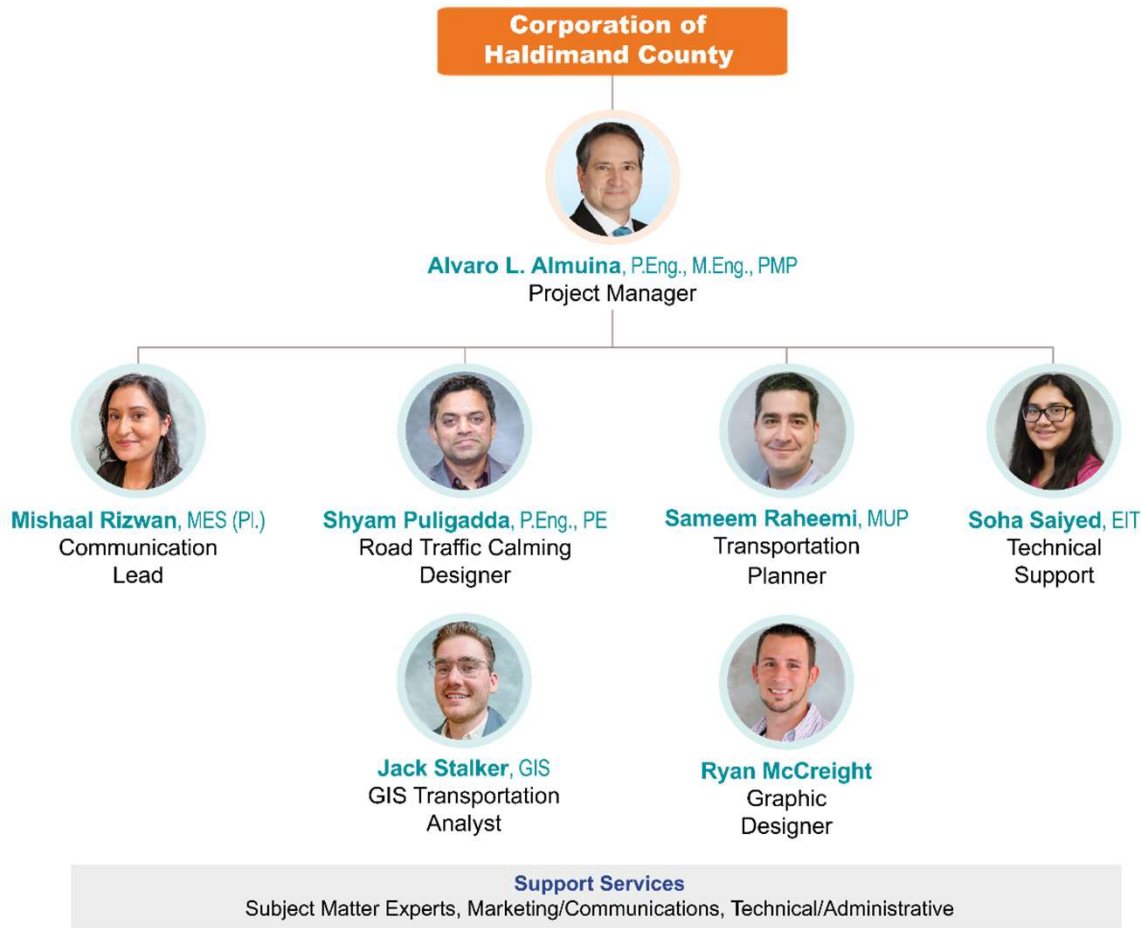 Corporation of
Haldimand County
Alvaro L. Almuina, P.Eng., M.Eng., PMP
Project Manager
Mishaal Rizwan, MES (Pl.)
Communication
Lead
Shyam Puligadda, P.Eng., PE
Road Traffic Calming
Designer
Sameem Raheemi, MUP
Transportation
Planner
Soha Saiyed, EIT
Technical
Support
Jack Stalker, GIS
GIS Transportation
Analyst
Ryan McCreight
Graphic
Designer
Support Services
Subject Matter Experts, Marketing/Communications, Technical/Administrative